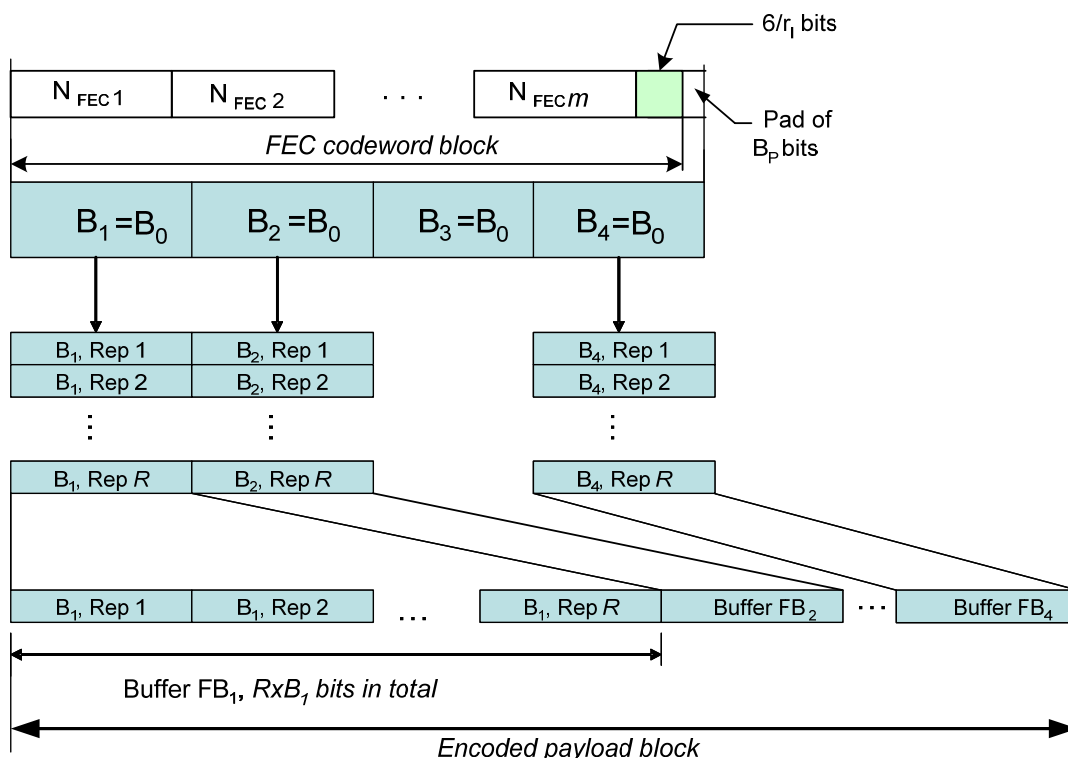 6/r_I bits
N_FEC 1 N_FEC 2 . . . N_FEC m
Pad of
B_P bits
FEC codeword block
B_1=B_0 B_2=B_0 B_3=B_0 B_4=B_0
B_1, Rep 1 B_2, Rep 1 B_4, Rep 1
B_1, Rep 2 B_2, Rep 2 B_4, Rep 2
B_1, Rep R B_2, Rep R B_4, Rep R
B_1, Rep 1 B_1, Rep 2 ... B_1, Rep R Buffer FB_2 ... Buffer FB_4
Buffer FB_1, RxB_1 bits in total
Encoded payload block